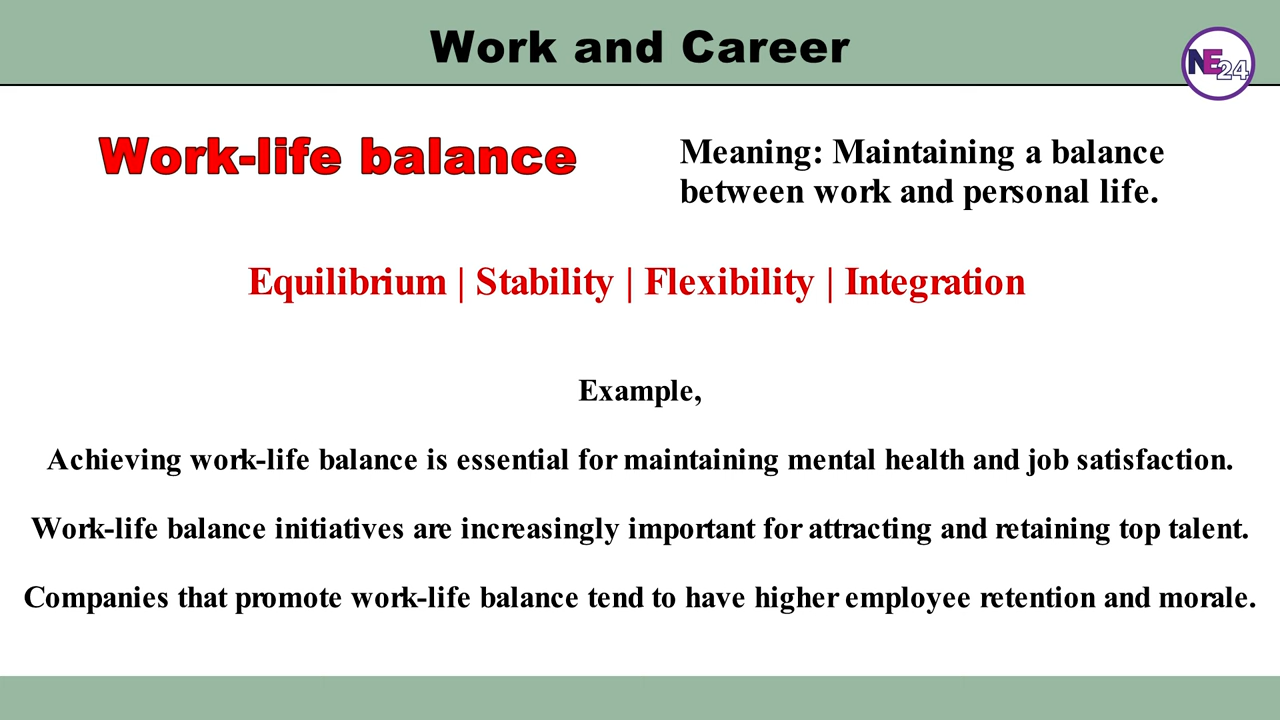 Work and Career
NE24
Work-life balance
Meaning: Maintaining a balance
between work and personal life.
Equilibrium | Stability | Flexibility | Integration
Example,
Achieving work-life balance is essential for maintaining mental health and job satisfaction.
Work-life balance initiatives are increasingly important for attracting and retaining top talent.
Companies that promote work-life balance tend to have higher employee retention and morale.